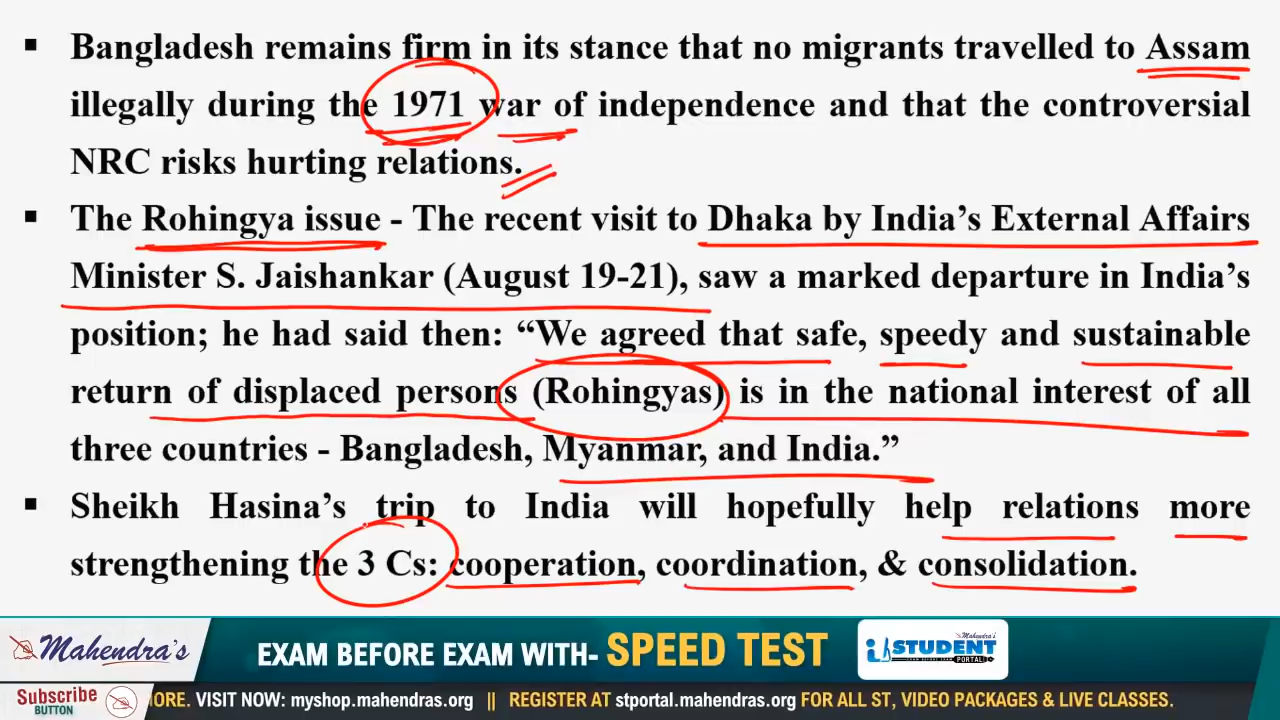 ▪ Bangladesh remains firm in its stance that no migrants travelled to Assam
illegally during the 1971 war of independence and that the controversial
NRC risks hurting relations.
▪ The Rohingya issue - The recent visit to Dhaka by India’s External Affairs
Minister S. Jaishankar (August 19-21), saw a marked departure in India’s
position; he had said then: “We agreed that safe, speedy and sustainable
return of displaced persons (Rohingyas) is in the national interest of all
three countries - Bangladesh, Myanmar, and India.”
▪ Sheikh Hasina’s trip to India will hopefully help relations more
strengthening the 3 Cs: cooperation, coordination, & consolidation.
Mahendra's
EXAM BEFORE EXAM WITH- SPEED TEST
Mahendra's
STUDENT
PORTAL
Subscribe
BUTTON
MORE. VISIT NOW: myshop.mahendras.org || REGISTER AT stportal.mahendras.org FOR ALL ST, VIDEO PACKAGES & LIVE CLASSES.